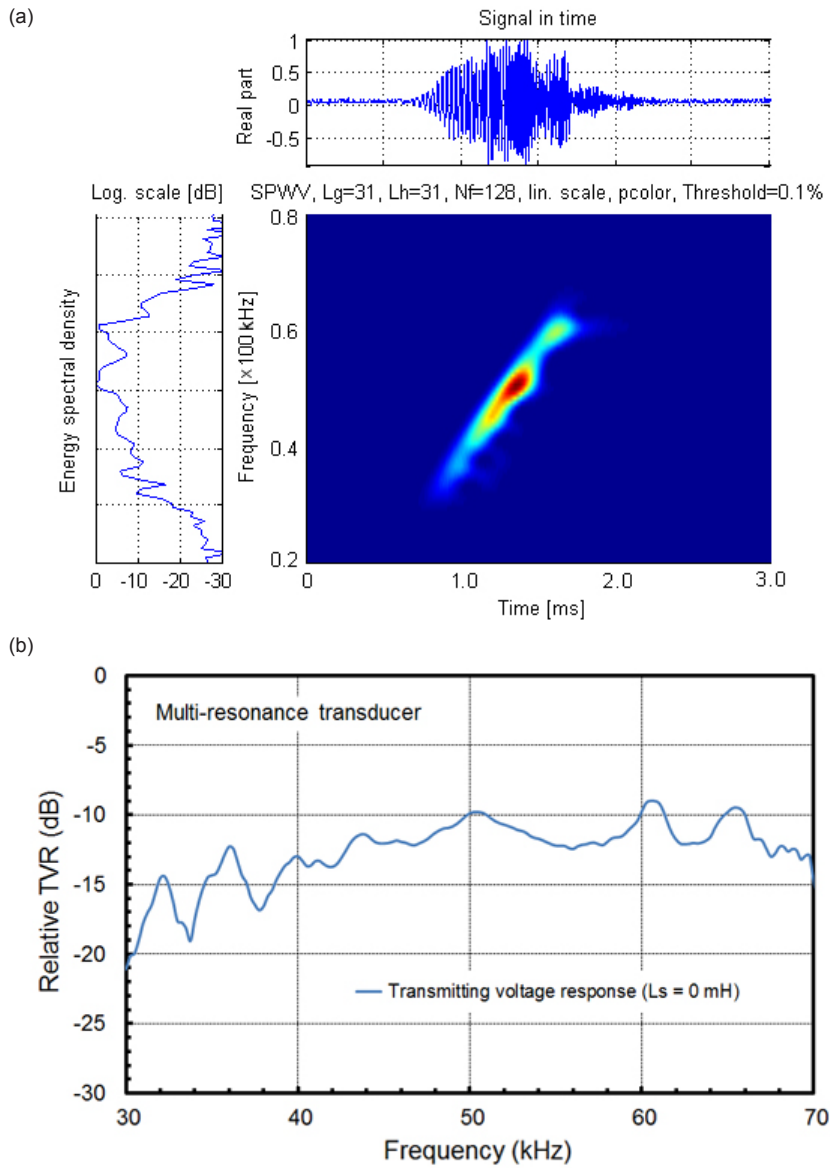 (a)
Signal in time
1
0.5
0
-0.5
Real part
Log. scale [dB]
SPWV, Lg=31, Lh=31, Nf=128, lin. scale, pcolor, Threshold=0.1%
Energy spectral density
0 -10 -20 -30
Frequency [×100 kHz]
0.8
0.6
0.4
0.2
0 1.0 2.0 3.0
Time [ms]
(b)
0
-5
-10
-15
-20
-25
-30
Relative TVR (dB)
Multi-resonance transducer
Transmitting voltage response (Ls = 0 mH)
30 40 50 60 70
Frequency (kHz)